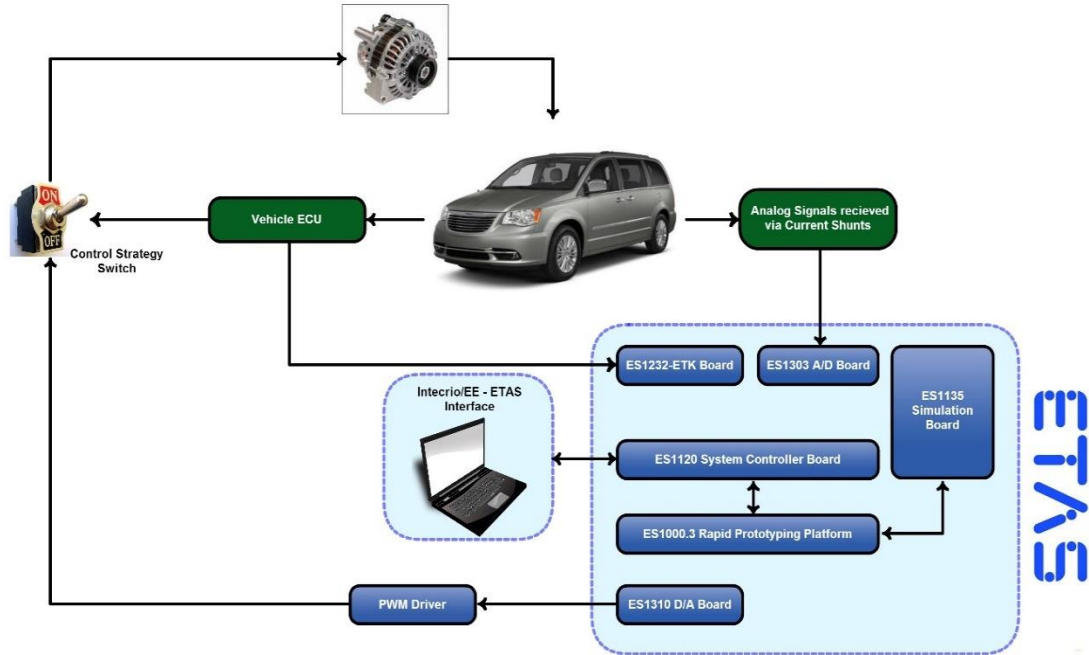 ON
OFF
Control Strategy
Switch
Vehicle ECU
Analog Signals recieved
via Current Shunts
ES1232-ETK Board
ES1303 A/D Board
ES1135
Simulation
Board
Intecrio/EE - ETAS
Interface
ES1120 System Controller Board
ES1000.3 Rapid Prototyping Platform
PWM Driver
ES1310 D/A Board
ETAS